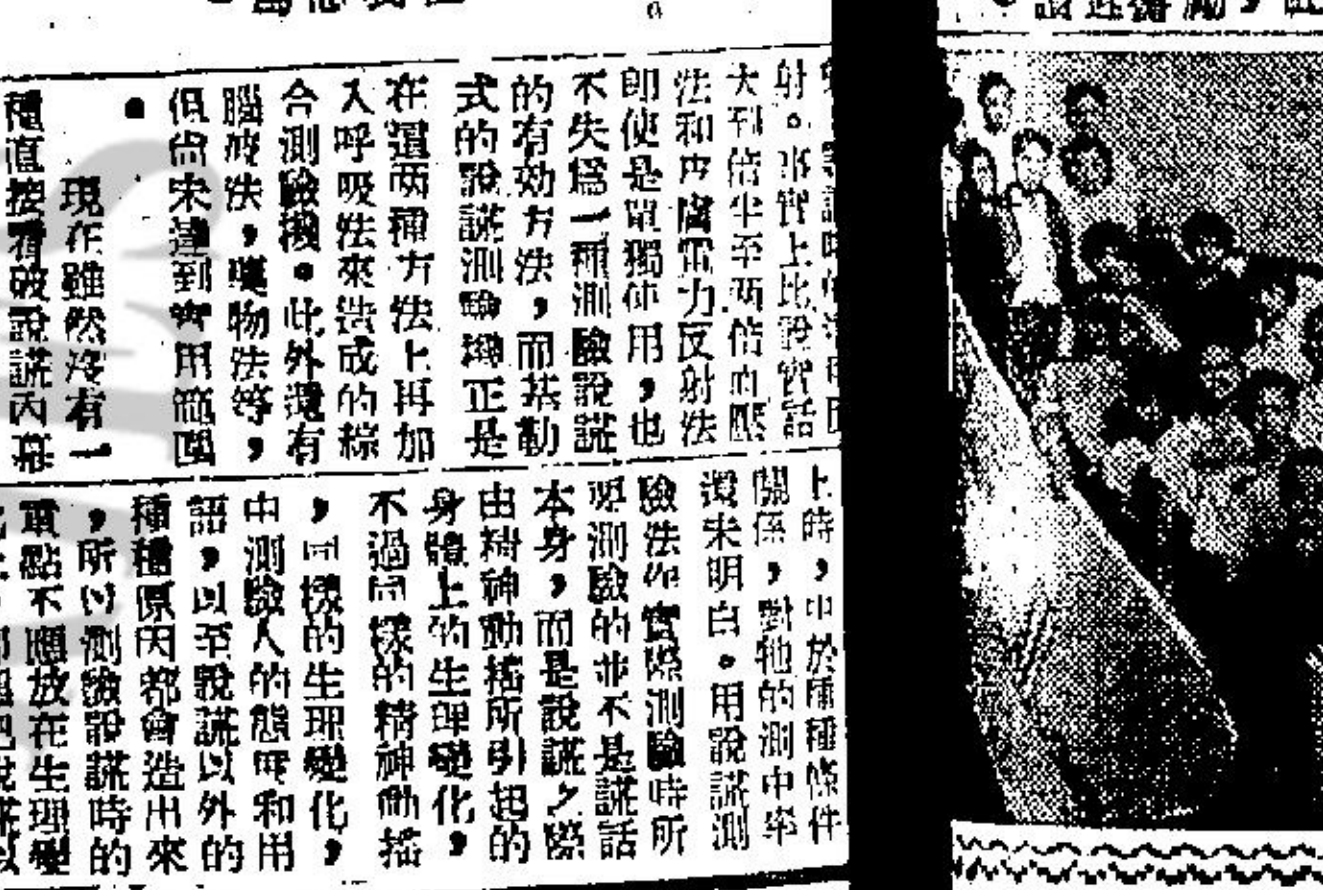 射。事實上比說實話
大到倍半至兩倍的壓
法和皮膚電力反射法
卽使是單獨使用，也
不失爲一種測驗說謊
的有効方法，而基勒
式的說謊測驗機正是
在這兩種方法上再加
入呼吸法來造成的綜
合測驗機。此外還有
腦波法，嘆物法等，
但尙未達到實用範圍
。
現在雖然沒有一
種直接看破說謊內幕
上時，由於種種條件
關係，對牠的測中率
還未明白。用說謊測
驗法作實際測驗時所
要測驗的並不是謊話
本身，而是說謊之際
由精神動搖所引起的
身體上的生理變化，
不過同樣的精神動搖
，同樣的生理變化，
中測驗人的態度和用
語，以至說謊以外的
種種原因都會造出來
，所以測驗說謊時的
重點不應放在生理變